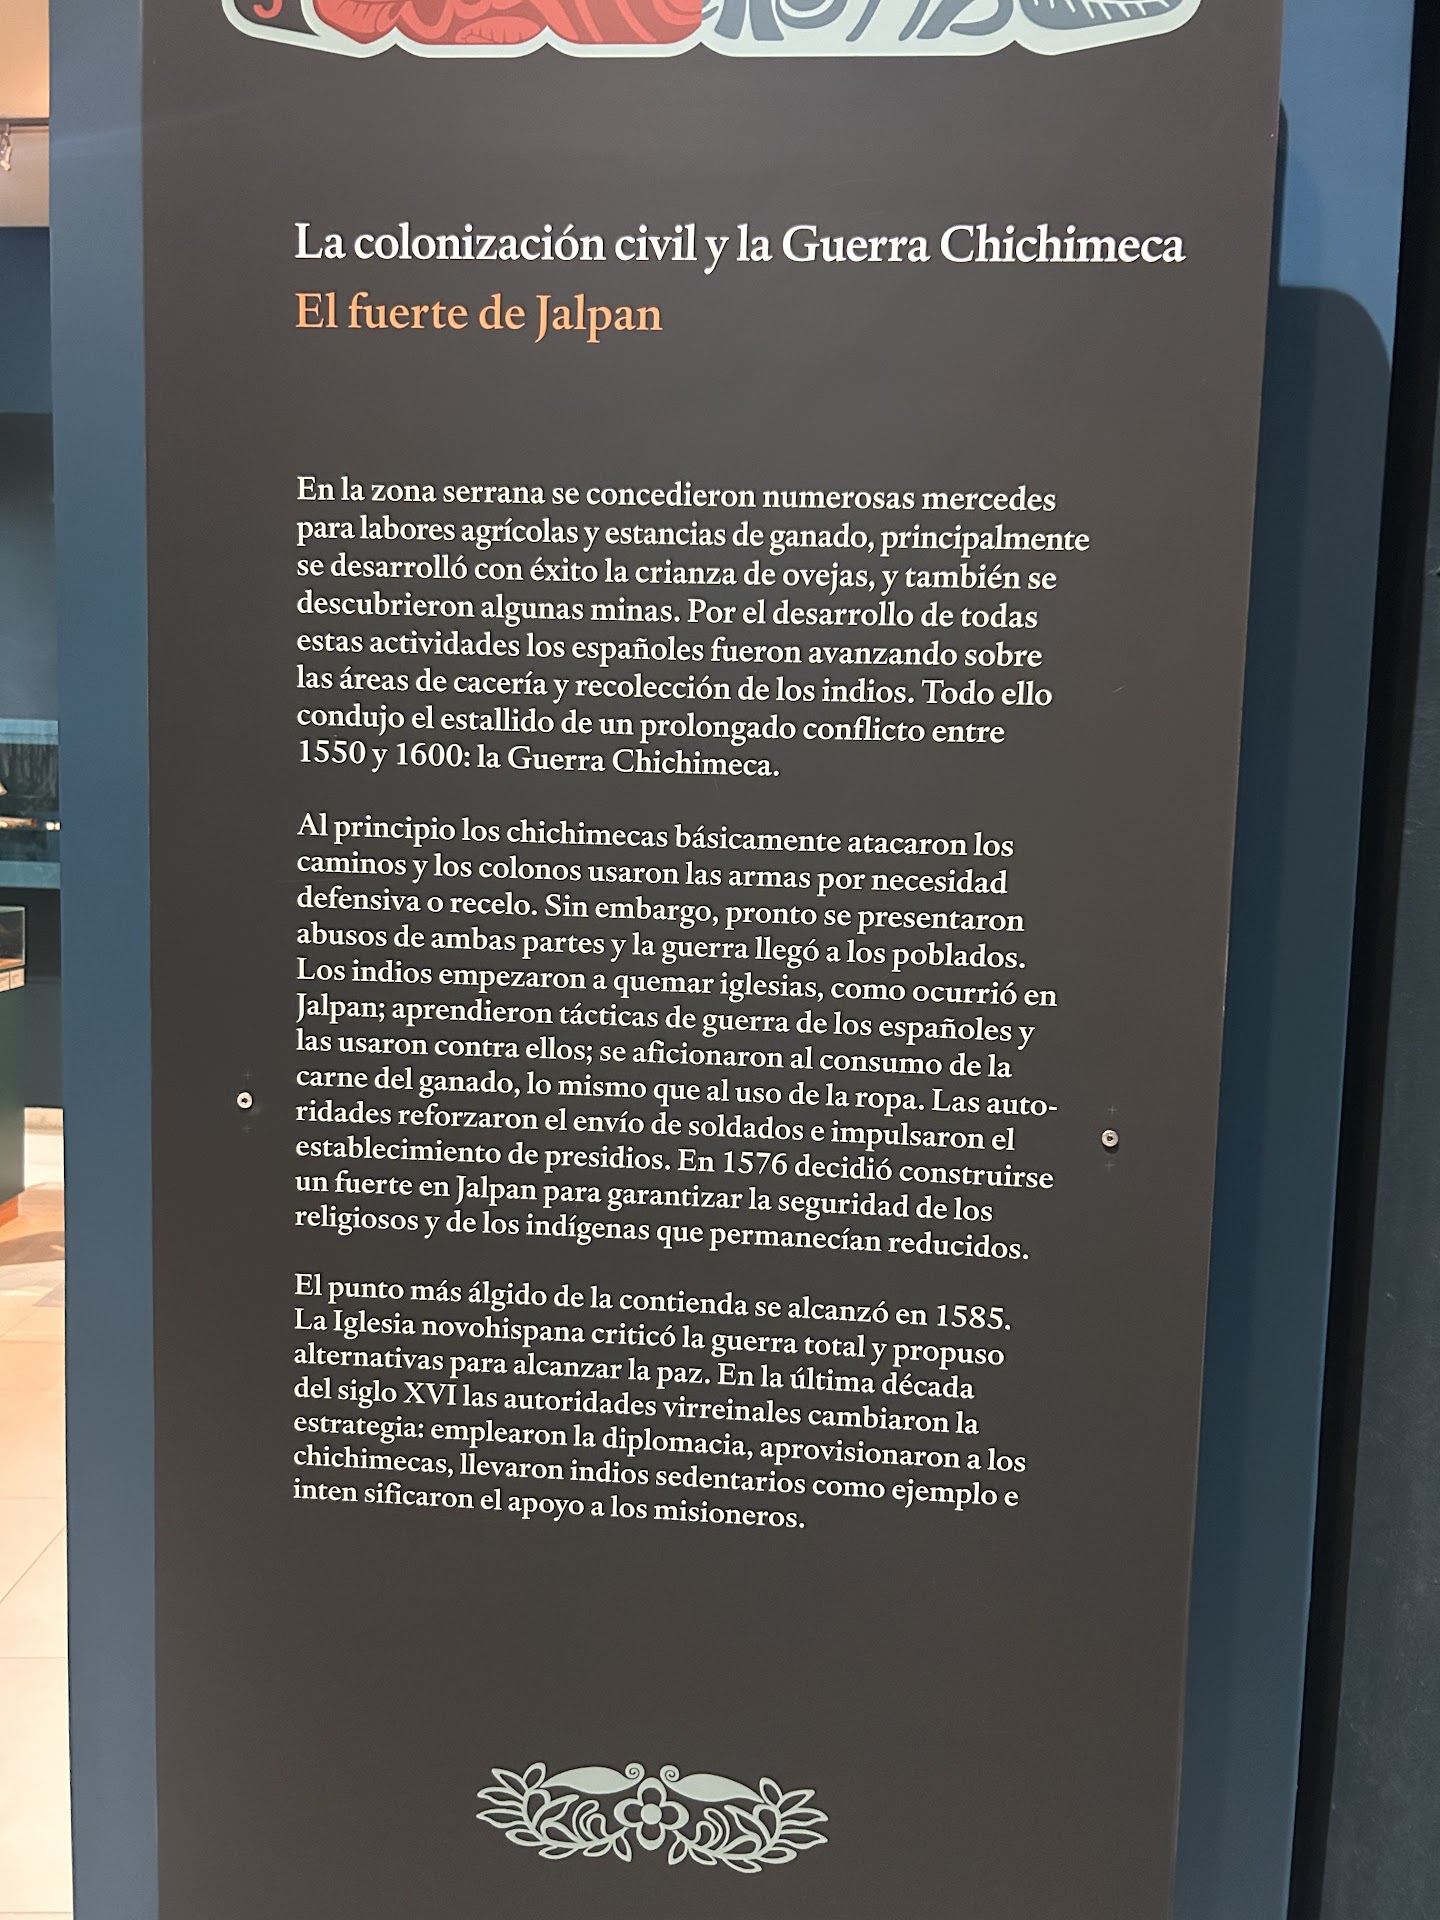 La colonización civil y la Guerra Chichimeca
El fuerte de Jalpan
En la zona serrana se concedieron numerosas mercedes
para labores agrícolas y estancias de ganado, principalmente
se desarrolló con éxito la crianza de ovejas, y también se
descubrieron algunas minas. Por el desarrollo de todas
estas actividades los españoles fueron avanzando sobre
las áreas de cacería y recolección de los indios. Todo ello
condujo el estallido de un prolongado conflicto entre
1550 y 1600: la Guerra Chichimeca.
Al principio los chichimecas básicamente atacaron los
caminos y los colonos usaron las armas por necesidad
defensiva o recelo. Sin embargo, pronto se presentaron
abusos de ambas partes y la guerra llegó a los poblados.
Los indios empezaron a quemar iglesias, como ocurrió en
Jalpan; aprendieron tácticas de guerra de los españoles y
las usaron contra ellos; se aficionaron al consumo de la
carne del ganado, lo mismo que al uso de la ropa. Las auto-
ridades reforzaron el envío de soldados e impulsaron el
establecimiento de presidios. En 1576 decidió construirse
un fuerte en Jalpan para garantizar la seguridad de los
religiosos y de los indígenas que permanecían reducidos.
El punto más álgido de la contienda se alcanzó en 1585.
La Iglesia novohispana criticó la guerra total y propuso
alternativas para alcanzar la paz. En la última década
del siglo XVI las autoridades virreinales cambiaron la
estrategia: emplearon la diplomacia, aprovisionaron a los
chichimecas, llevaron indios sedentarios como ejemplo e
inten sificaron el apoyo a los misioneros.